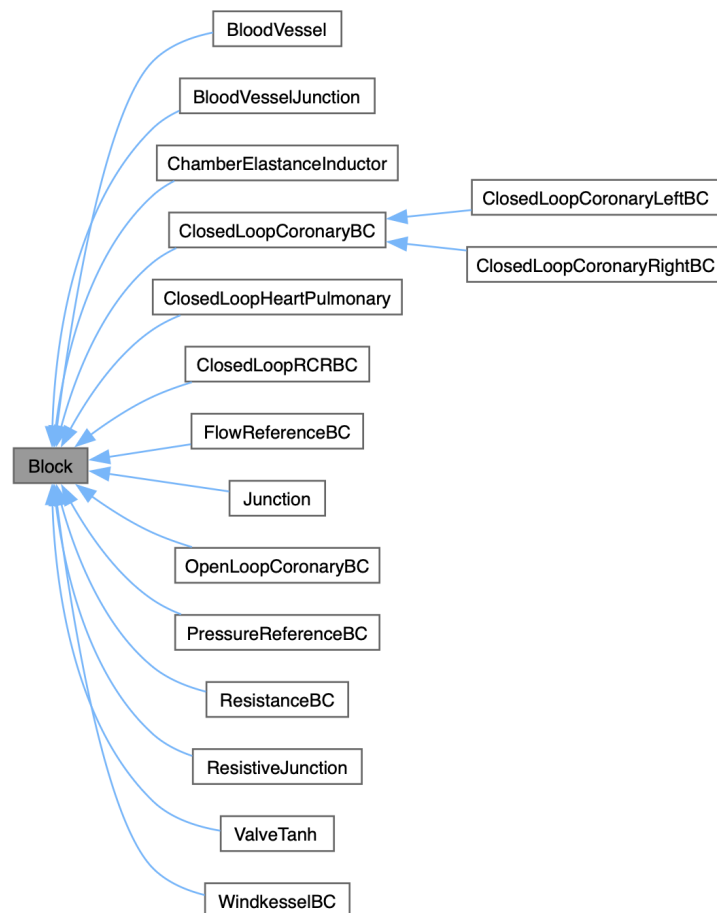 BloodVessel
BloodVesselJunction
ChamberElastanceInductor
ClosedLoopCoronaryLeftBC
ClosedLoopCoronaryBC
ClosedLoopCoronaryRightBC
ClosedLoopHeartPulmonary
ClosedLoopRCRBC
FlowReferenceBC
Block
Junction
OpenLoopCoronaryBC
PressureReferenceBC
ResistanceBC
ResistiveJunction
ValveTanh
WindkesselBC